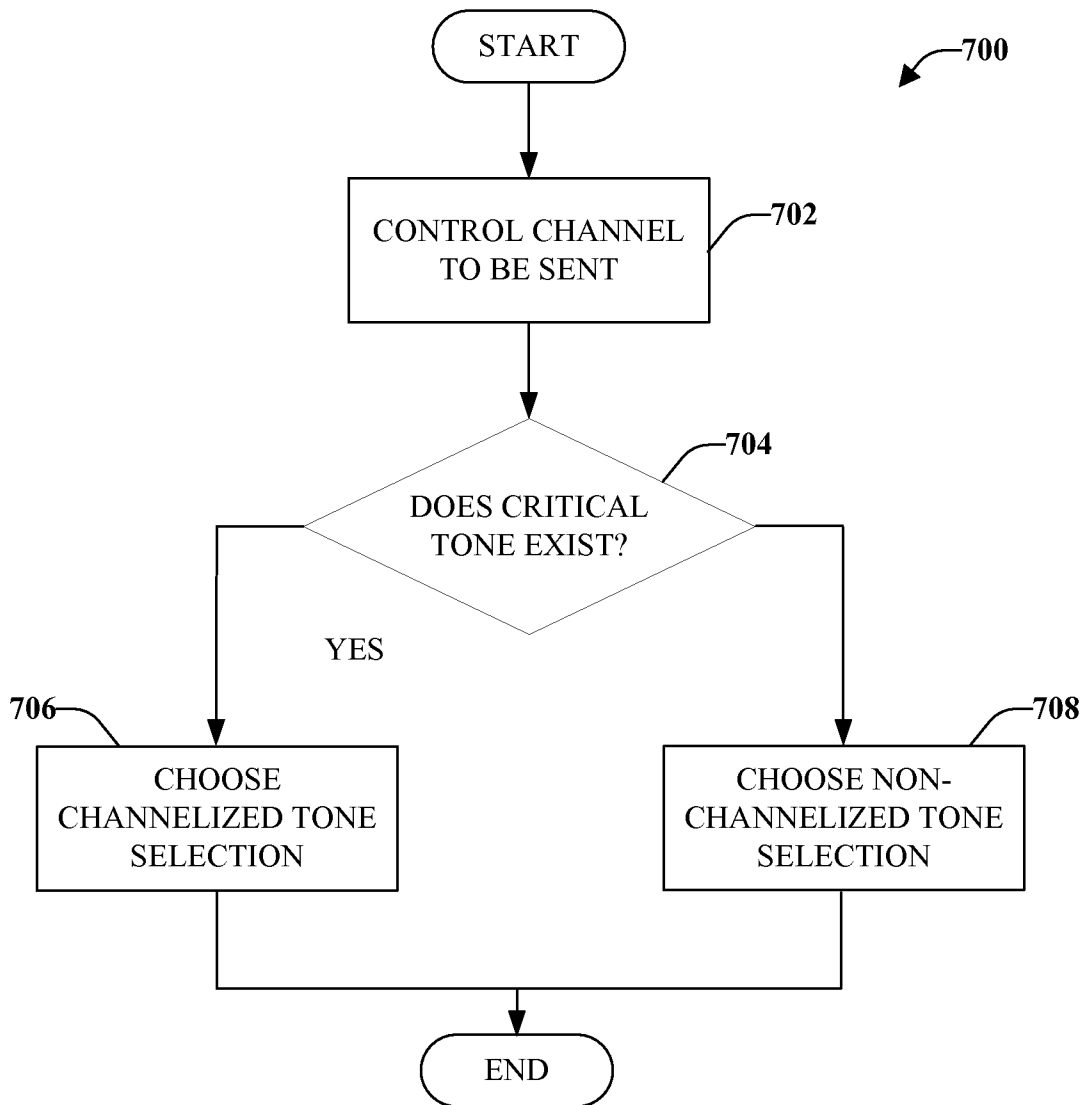 START
700
CONTROL CHANNEL
TO BE SENT
702
704
DOES CRITICAL
TONE EXIST?
YES
706
CHOOSE
CHANNELIZED TONE
SELECTION
708
CHOOSE NON-
CHANNELIZED TONE
SELECTION
END